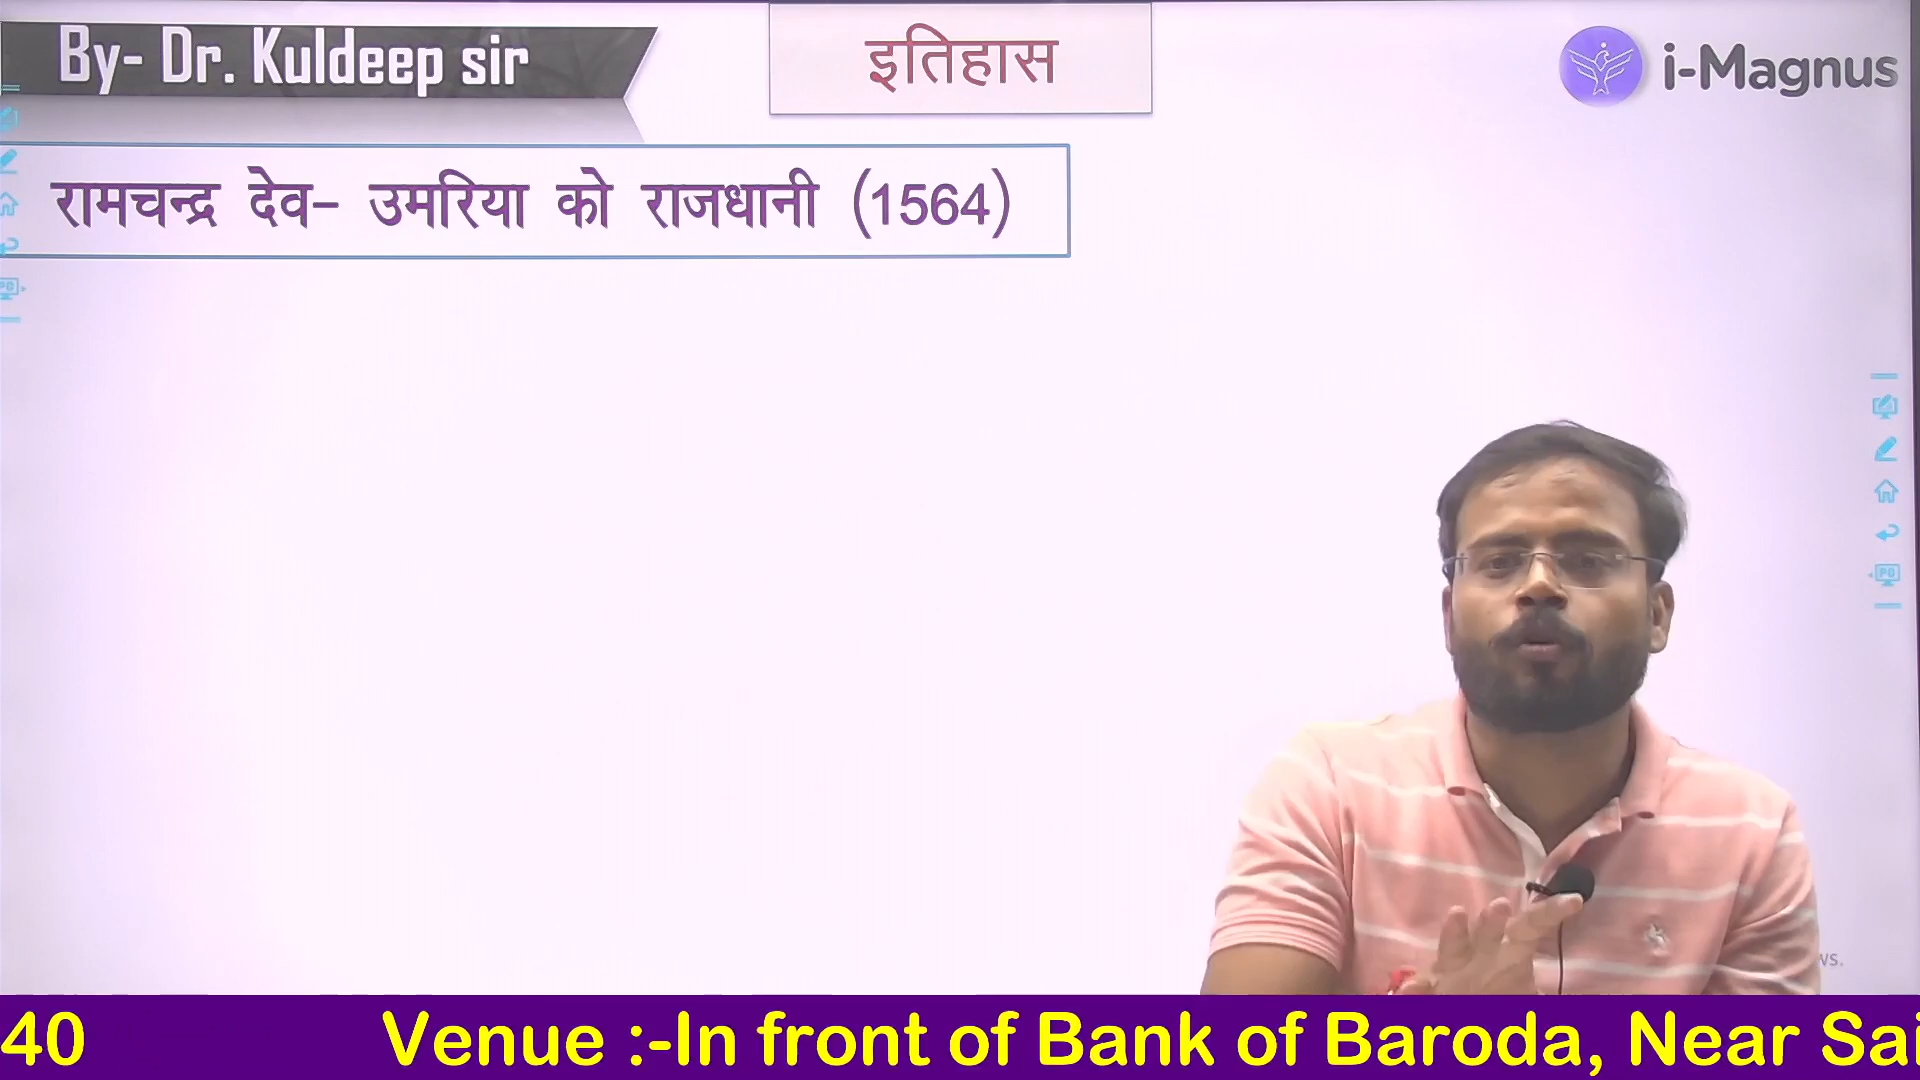 By- Dr. Kuldeep sir
इतिहास
i-Magnus
रामचन्द्र देव- उमरिया को राजधानी (1564)
40 Venue :-In front of Bank of Baroda, Near Sai